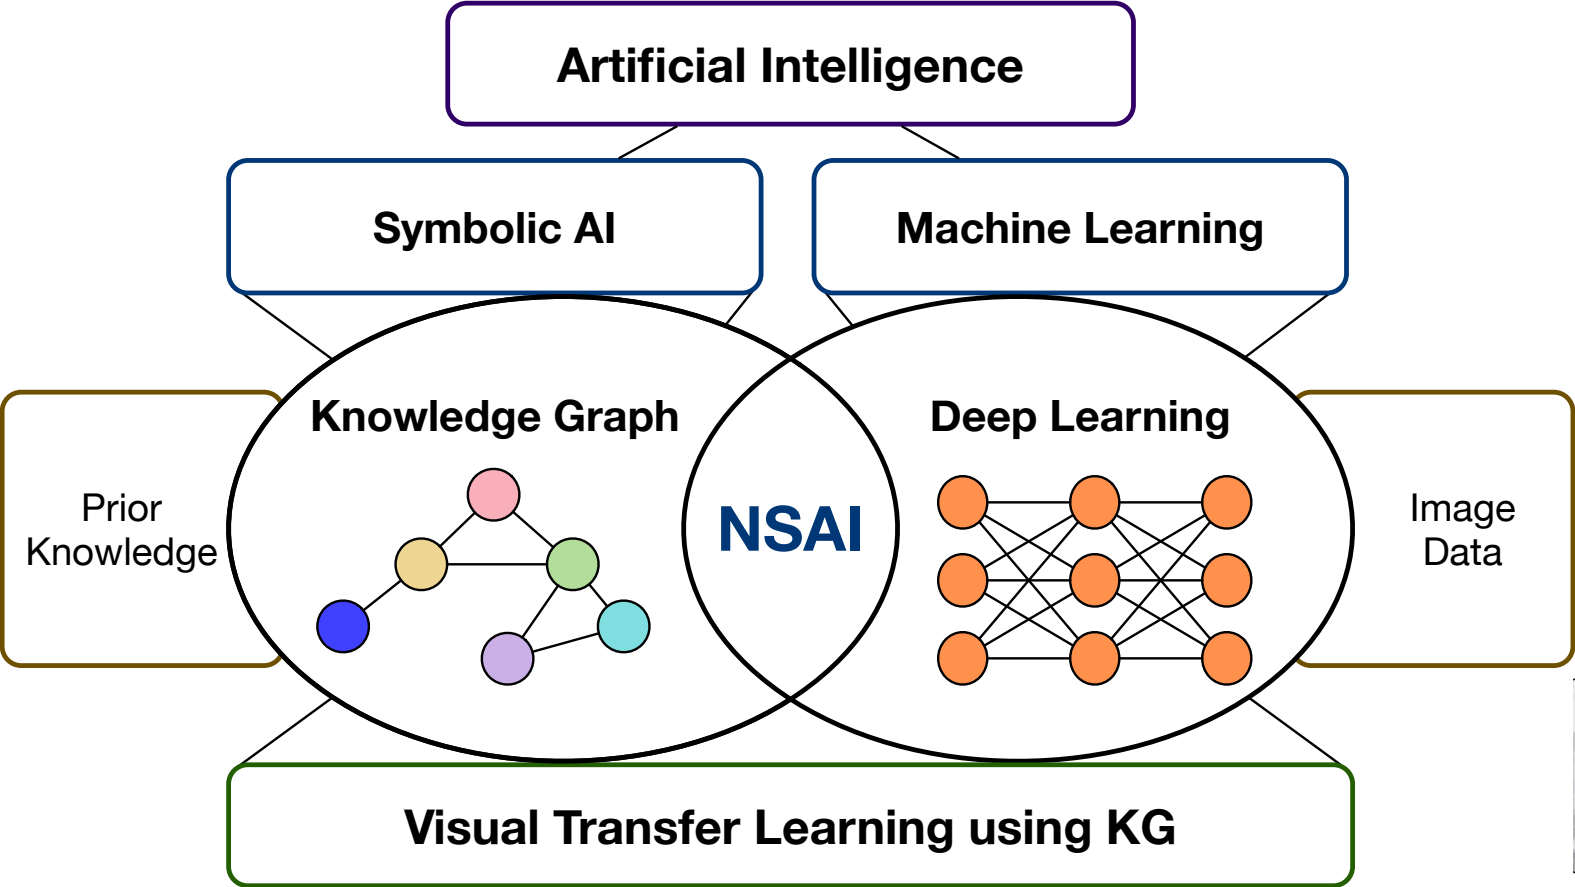 Artificial Intelligence
Symbolic AI
Machine Learning
Knowledge Graph
Deep Learning
Prior
Knowledge
NSAI
Image
Data
Visual Transfer Learning using KG